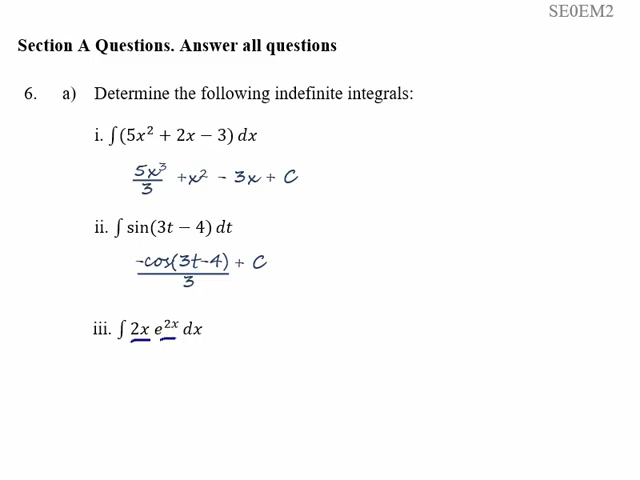 SE0EM2
Section A Questions. Answer all questions
6. a) Determine the following indefinite integrals:
i. ∫(5x² + 2x − 3) dx
5x³/3 + x² − 3x + C
ii. ∫ sin(3t − 4) dt
-cos(3t-4)/3 + C
iii. ∫ 2x e²ˣ dx